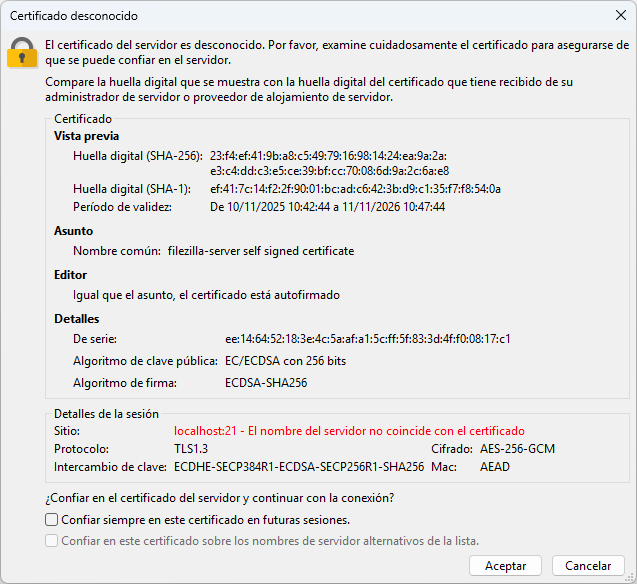 Certificado desconocido
El certificado del servidor es desconocido. Por favor, examine cuidadosamente el certificado para asegurarse de
que se puede confiar en el servidor.
Compare la huella digital que se muestra con la huella digital del certificado que tiene recibido de su
administrador de servidor o proveedor de alojamiento de servidor.
Certificado
Vista previa
Huella digital (SHA-256): 23:f4:ef:41:9b:a8:c5:49:79:16:98:14:24:ea:9a:2a:
e3:c4:dd:c3:e5:ce:39:bf:cc:70:08:6d:9a:2c:6a:e8
Huella digital (SHA-1): ef:41:7c:14:f2:2f:90:01:bc:ad:c6:42:3b:d9:c1:35:f7:f8:54:0a
Período de validez: De 10/11/2025 10:42:44 a 11/11/2026 10:47:44
Asunto
Nombre común: filezilla-server self signed certificate
Editor
Igual que el asunto, el certificado está autofirmado
Detalles
De serie: ee:14:64:52:18:3e:4c:5a:af:a1:5c:ff:5f:83:3d:4f:f0:08:17:c1
Algoritmo de clave pública: EC/ECDSA con 256 bits
Algoritmo de firma: ECDSA-SHA256
Detalles de la sesión
Sitio: localhost:21 - El nombre del servidor no coincide con el certificado
Protocolo: TLS1.3 Cifrado: AES-256-GCM
Intercambio de clave: ECDHE-SECP384R1-ECDSA-SECP256R1-SHA256 Mac: AEAD
¿Confiar en el certificado del servidor y continuar con la conexión?
Confiar siempre en este certificado en futuras sesiones.
Confiar en este certificado sobre los nombres de servidor alternativos de la lista.
Aceptar Cancelar